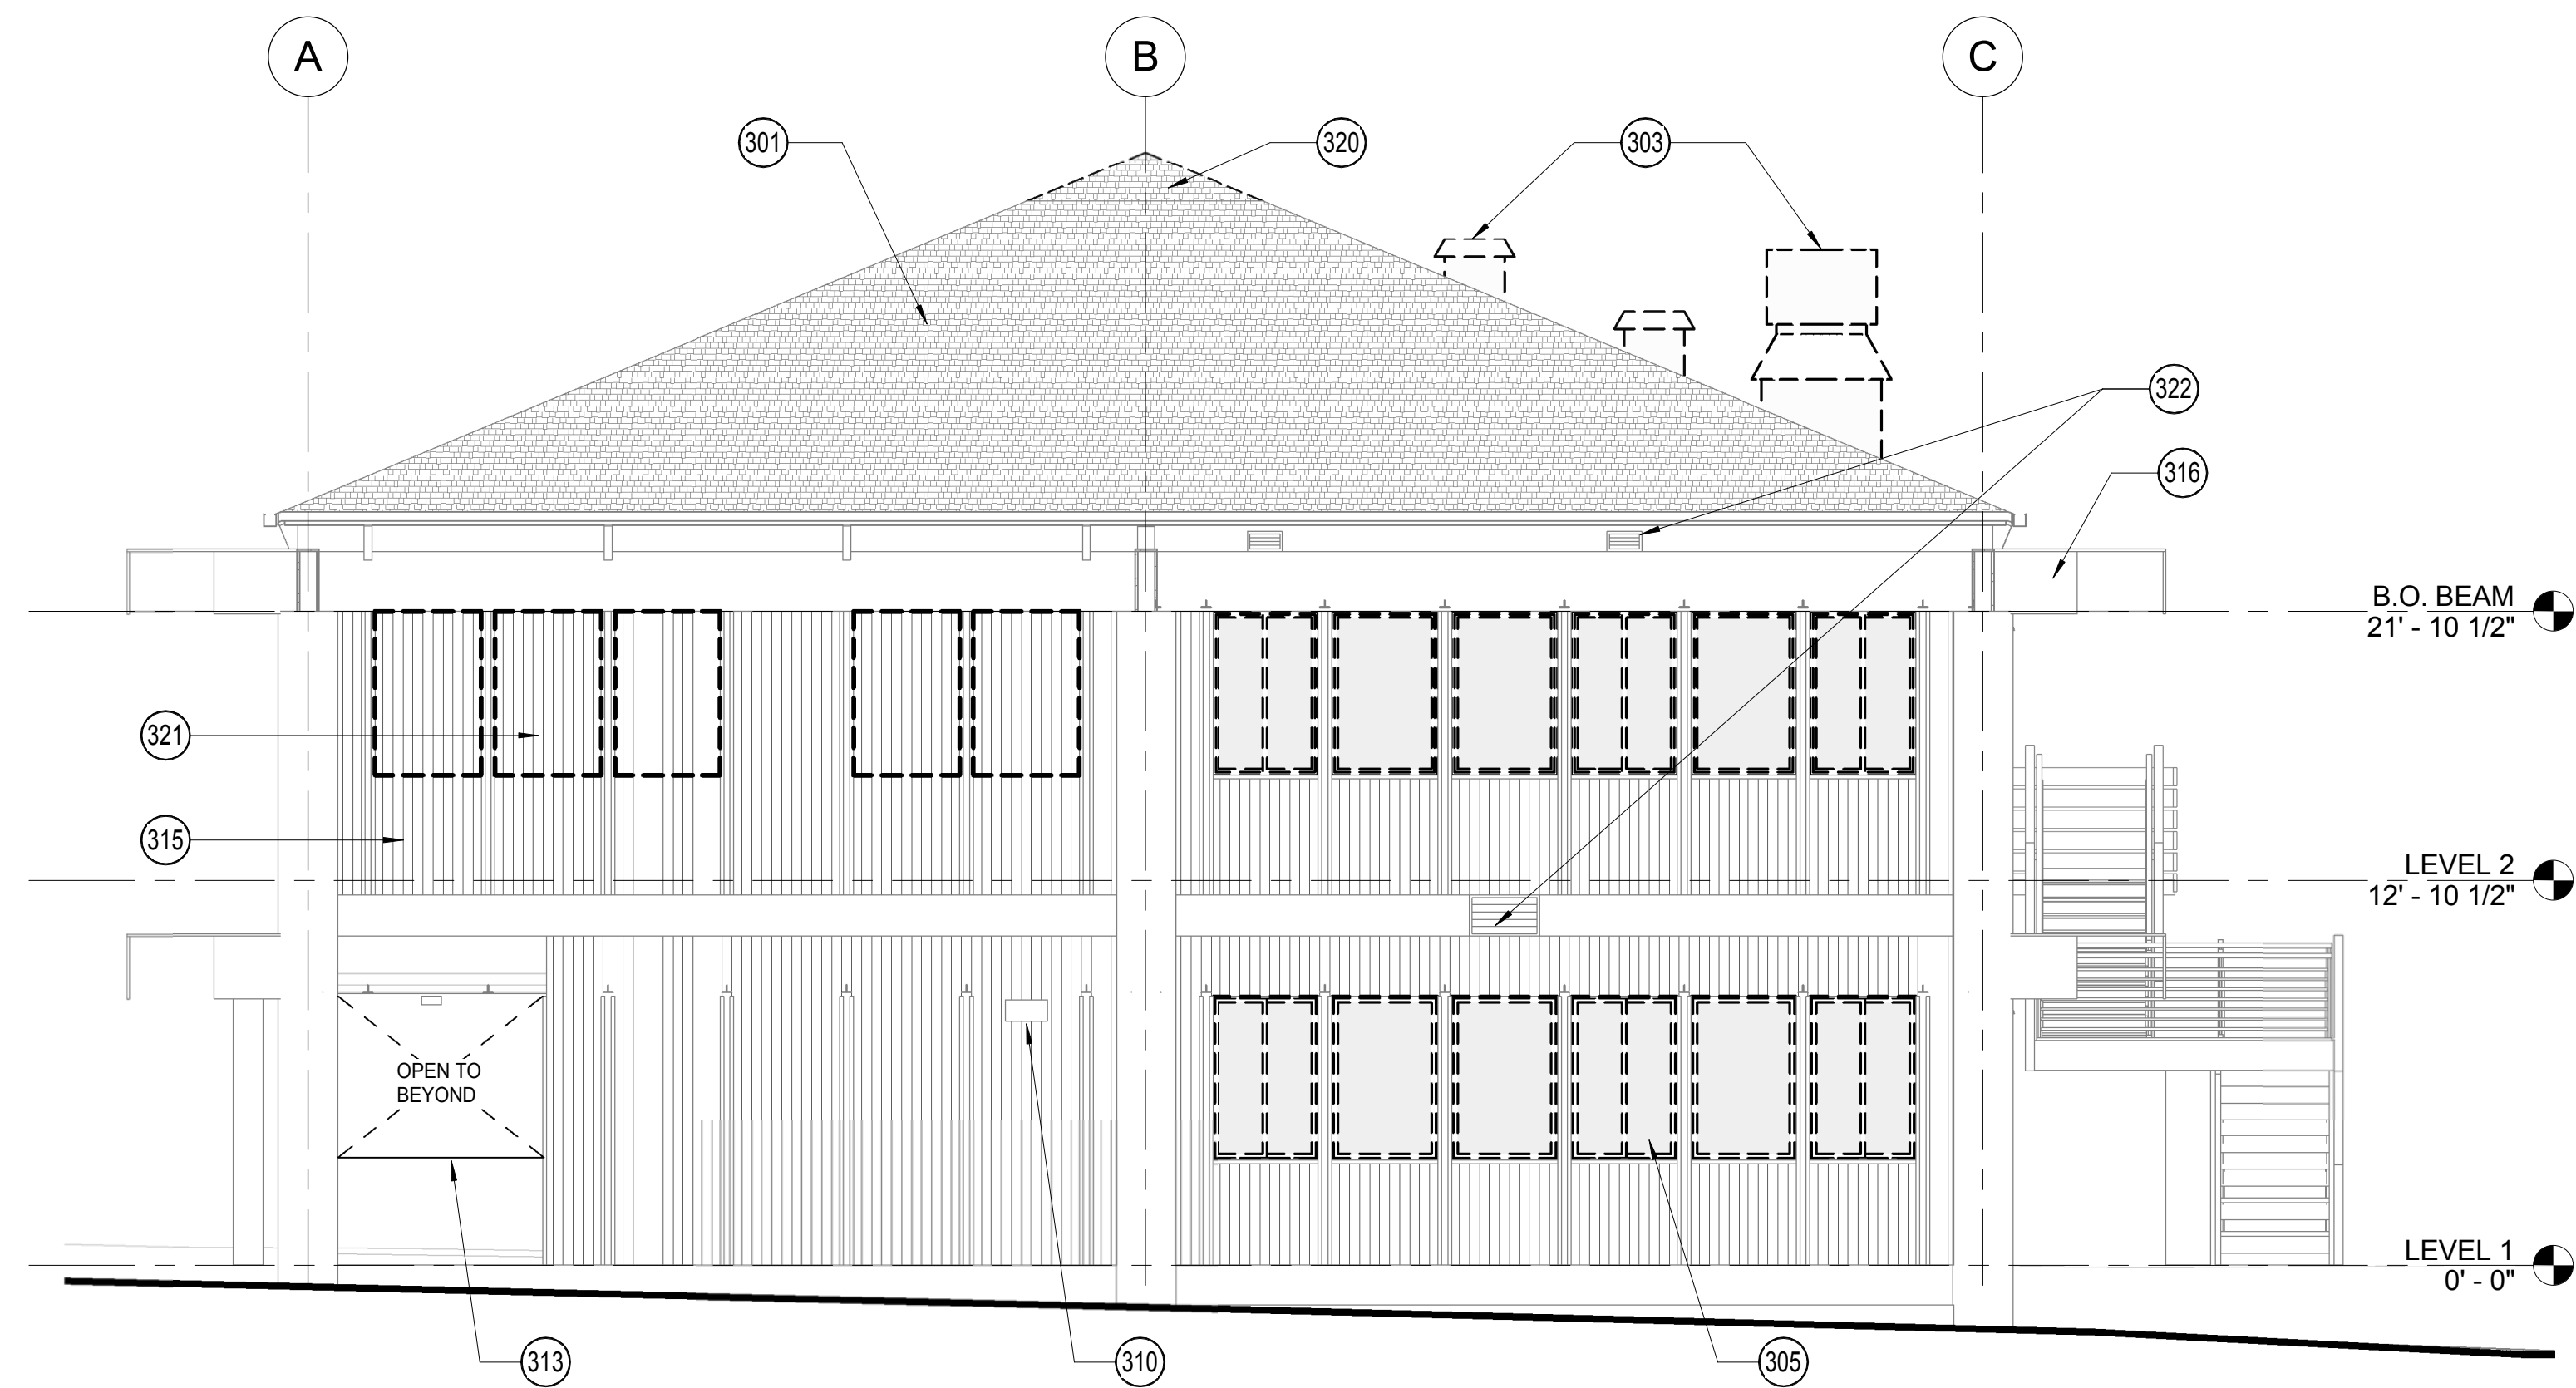 A
B
C
301
320
303
322
316
B.O. BEAM
21' - 10 1/2"
321
315
LEVEL 2
12' - 10 1/2"
OPEN TO
BEYOND
LEVEL 1
0' - 0"
313
310
305